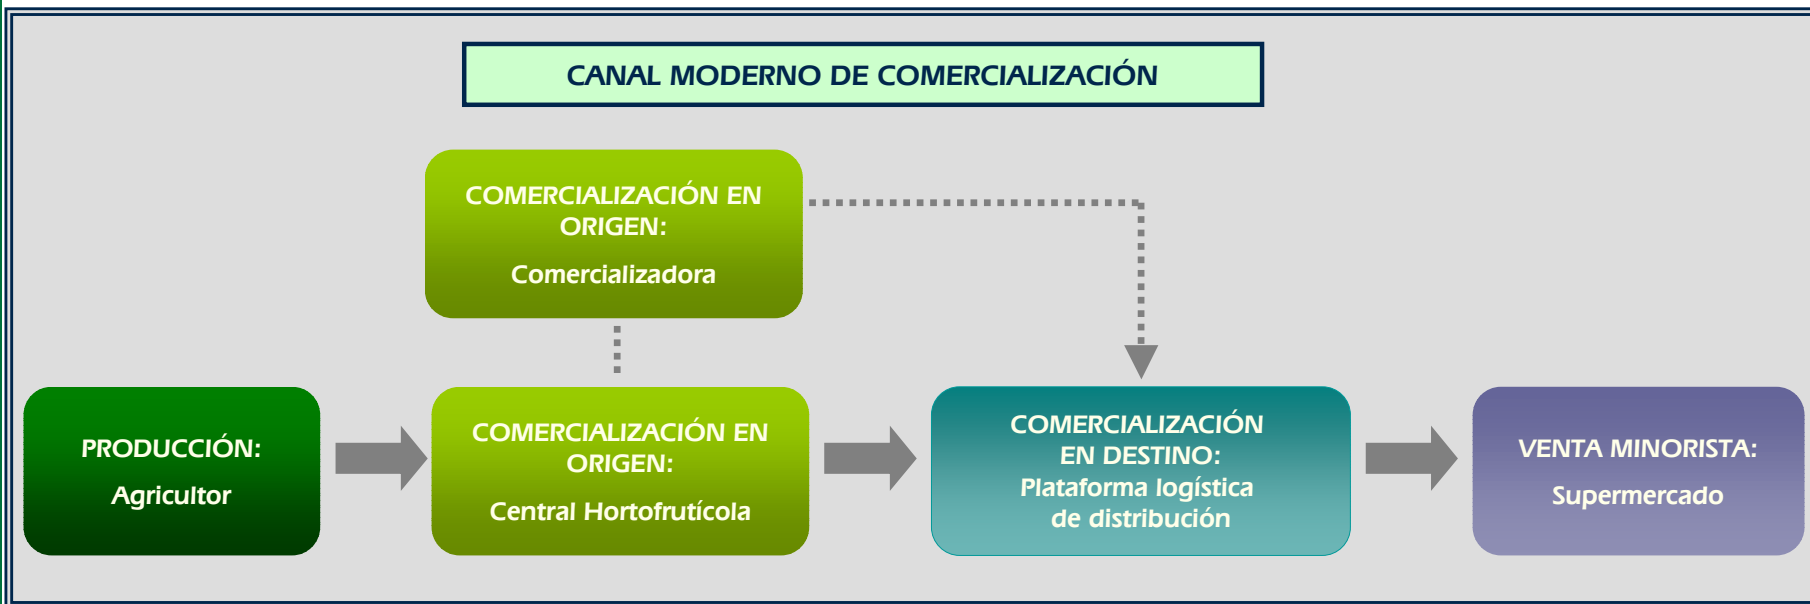 CANAL MODERNO DE COMERCIALIZACIÓN
COMERCIALIZACIÓN EN
ORIGEN:
Comercializadora
PRODUCCIÓN:
Agricultor
COMERCIALIZACIÓN EN
ORIGEN:
Central Hortofrutícola
COMERCIALIZACIÓN
EN DESTINO:
Plataforma logística
de distribución
VENTA MINORISTA:
Supermercado